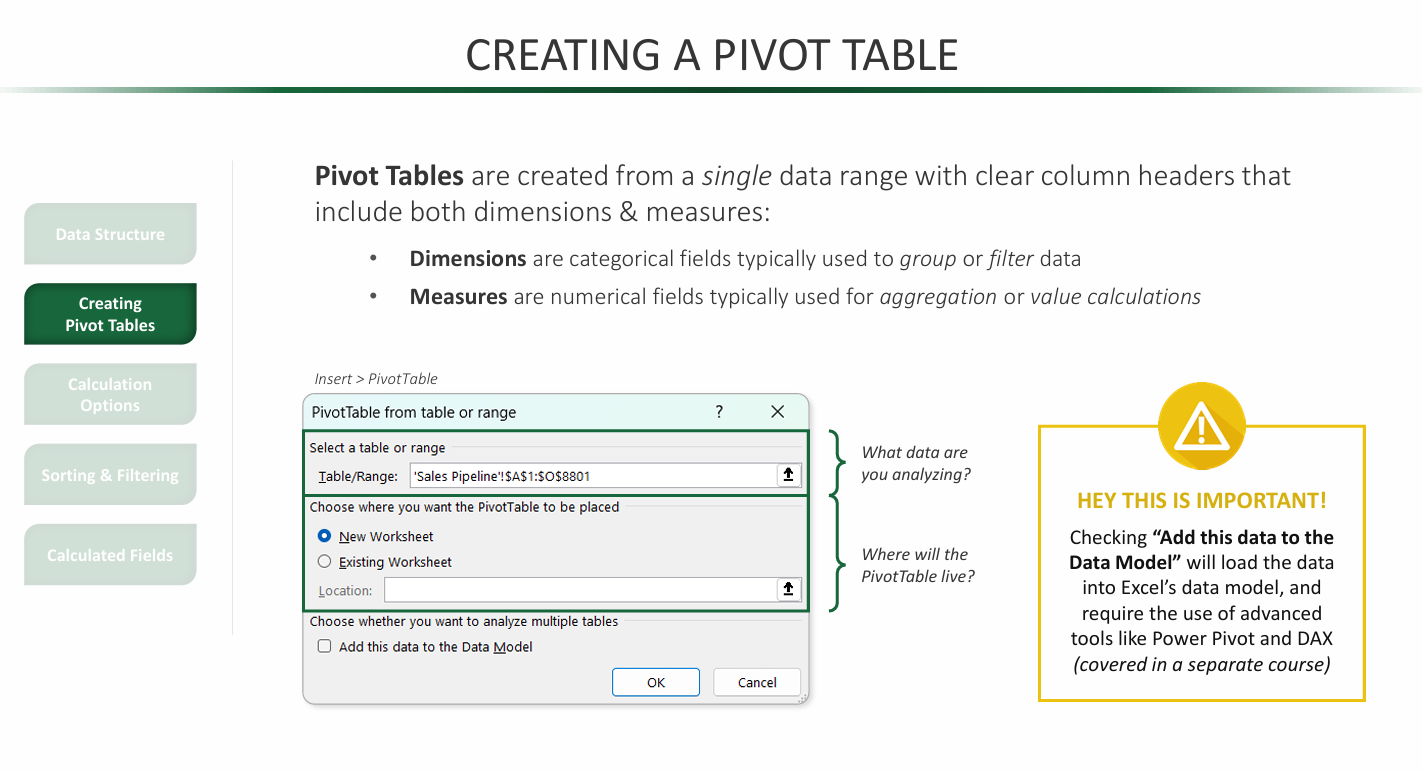 CREATING A PIVOT TABLE
Data Structure
Creating
Pivot Tables
Calculation
Options
Sorting & Filtering
Calculated Fields
Pivot Tables are created from a single data range with clear column headers that
include both dimensions & measures:
• Dimensions are categorical fields typically used to group or filter data
• Measures are numerical fields typically used for aggregation or value calculations
Insert > PivotTable
PivotTable from table or range ?
Select a table or range
Table/Range: 'Sales Pipeline'!$A$1:$O$8801
Choose where you want the PivotTable to be placed
New Worksheet
Existing Worksheet
Location:
Choose whether you want to analyze multiple tables
Add this data to the Data Model
OK Cancel
What data are
you analyzing?
Where will the
PivotTable live?
HEY THIS IS IMPORTANT!
Checking “Add this data to the
Data Model” will load the data
into Excel’s data model, and
require the use of advanced
tools like Power Pivot and DAX
(covered in a separate course)